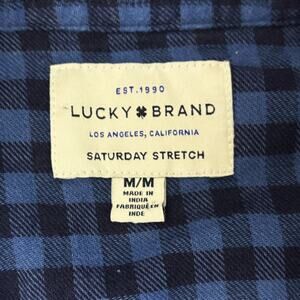 EST. 1990
LUCKY BRAND
LOS ANGELES, CALIFORNIA
SATURDAY STRETCH
M/M
MADE IN
INDIA
FABRIQUÉ EN
INDE